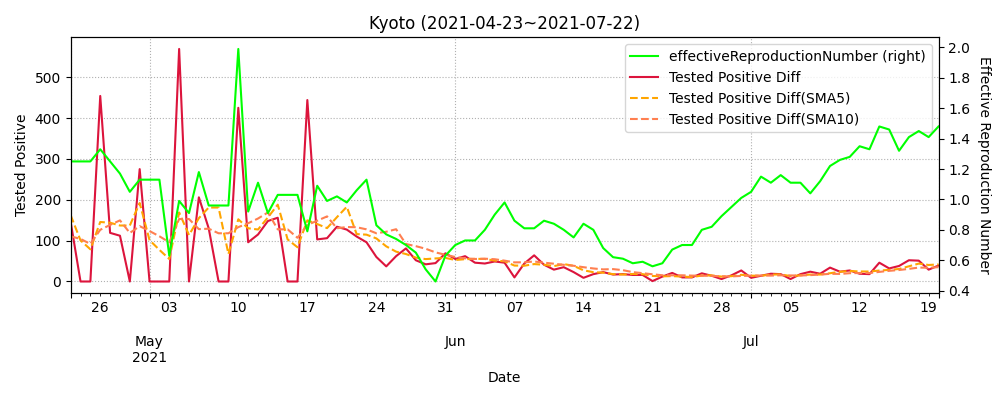 Kyoto (2021-04-23~2021-07-22)
effectiveReproductionNumber (right)
Tested Positive Diff
Tested Positive Diff(SMA5)
Tested Positive Diff(SMA10)
Tested Positive
500
400
300
200
100
0
2.0
1.8
1.6
1.4
1.2
1.0
0.8
0.6
0.4
Effective Reproduction Number
26 03 10 17 24 31 07 14 21 28 05 12 19
May Jun Jul
2021
Date